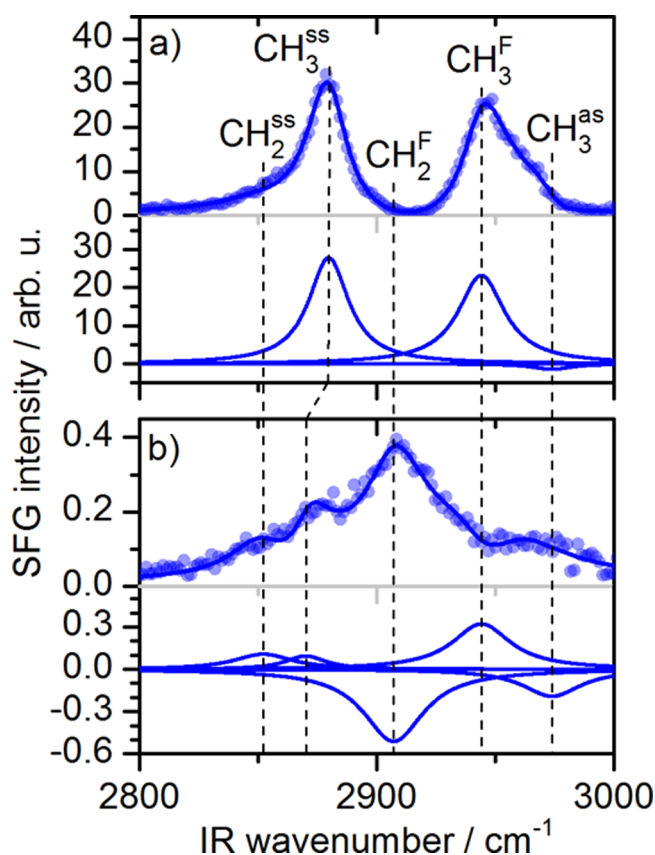 SFG intensity / arb. u.
a)
CH₂ˢˢ
CH₃ˢˢ
CH₂ꟳ
CH₃ꟳ
CH₃ᵃˢ
40
30
20
10
0
30
20
10
0
b)
0.4
0.2
0.0
0.3
0.0
-0.3
-0.6
2800 2900 3000
IR wavenumber / cm⁻¹